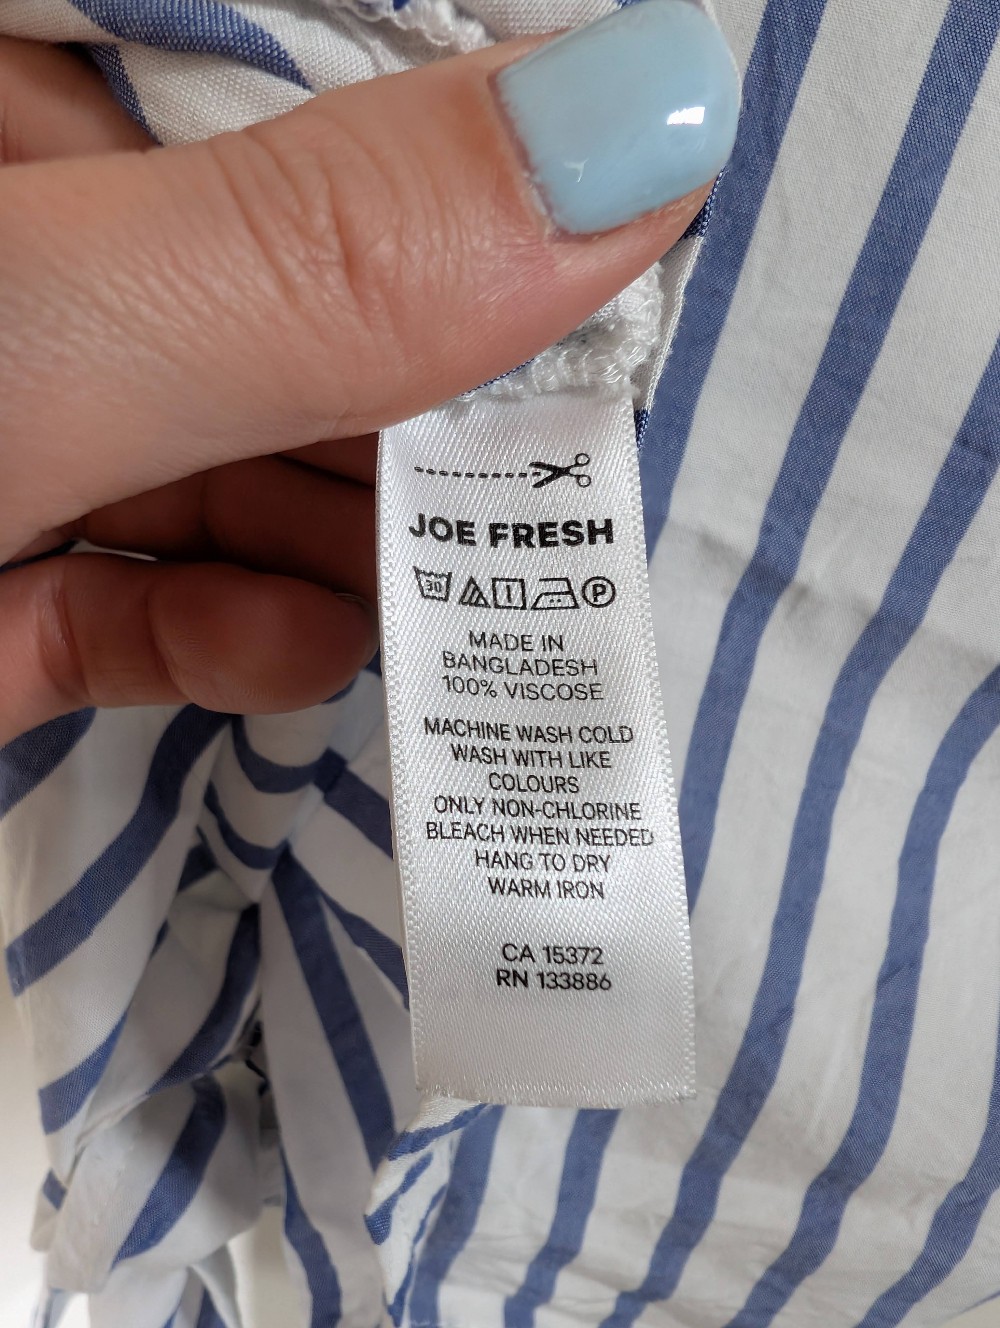 JOE FRESH
30 P
MADE IN
BANGLADESH
100% VISCOSE
MACHINE WASH COLD
WASH WITH LIKE
COLOURS
ONLY NON-CHLORINE
BLEACH WHEN NEEDED
HANG TO DRY
WARM IRON
CA 15372
RN 133886